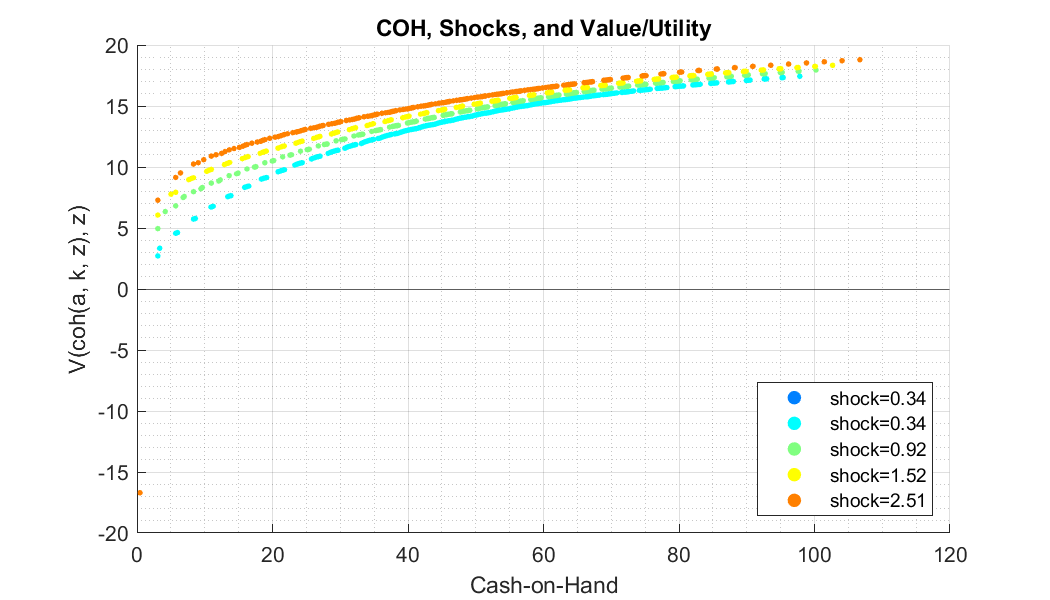 COH, Shocks, and Value/Utility
V(coh(a, k, z), z)
20
15
10
5
0
-5
-10
-15
-20
0 20 40 60 80 100 120
Cash-on-Hand
shock=0.34
shock=0.34
shock=0.92
shock=1.52
shock=2.51